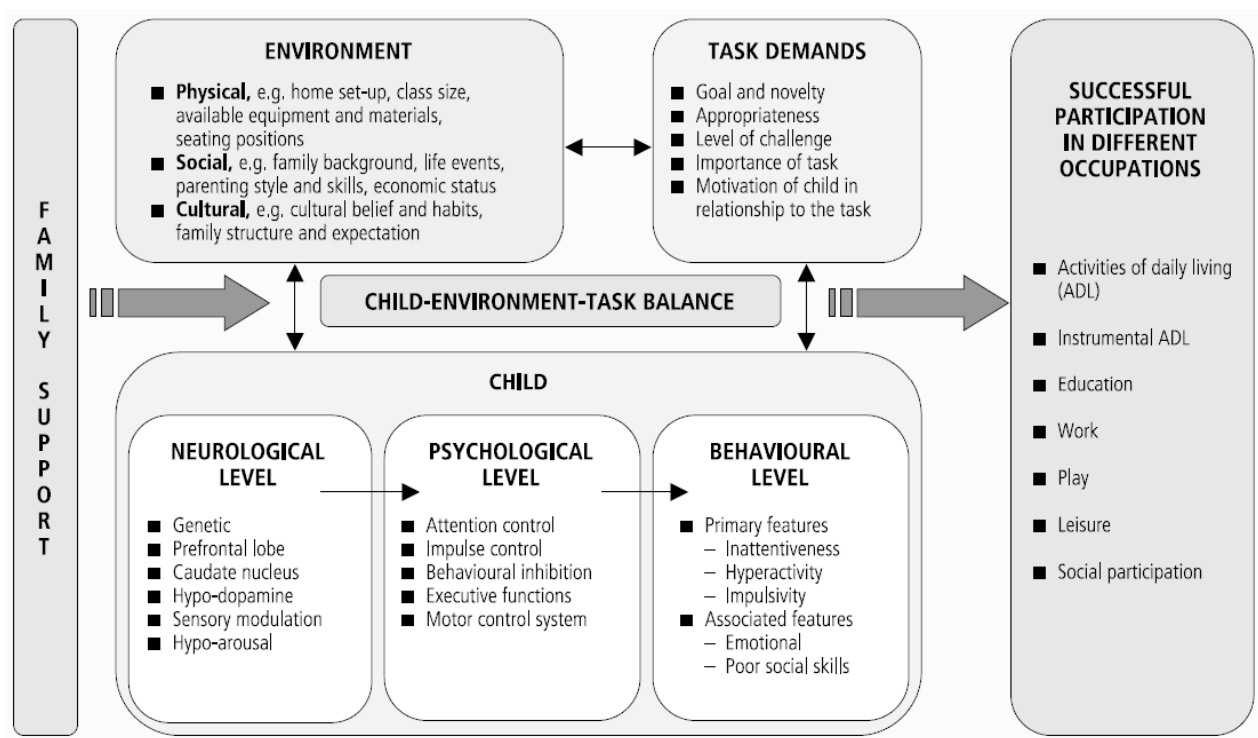 FAMILY SUPPORT
ENVIRONMENT
■ Physical, e.g. home set-up, class size,
available equipment and materials,
seating positions
■ Social, e.g. family background, life events,
parenting style and skills, economic status
■ Cultural, e.g. cultural belief and habits,
family structure and expectation
TASK DEMANDS
■ Goal and novelty
■ Appropriateness
■ Level of challenge
■ Importance of task
■ Motivation of child in
relationship to the task
CHILD-ENVIRONMENT-TASK BALANCE
CHILD
NEUROLOGICAL
LEVEL
■ Genetic
■ Prefrontal lobe
■ Caudate nucleus
■ Hypo-dopamine
■ Sensory modulation
■ Hypo-arousal
PSYCHOLOGICAL
LEVEL
■ Attention control
■ Impulse control
■ Behavioural inhibition
■ Executive functions
■ Motor control system
BEHAVIOURAL
LEVEL
■ Primary features
– Inattentiveness
– Hyperactivity
– Impulsivity
■ Associated features
– Emotional
– Poor social skills
SUCCESSFUL
PARTICIPATION
IN DIFFERENT
OCCUPATIONS
■ Activities of daily living
(ADL)
■ Instrumental ADL
■ Education
■ Work
■ Play
■ Leisure
■ Social participation